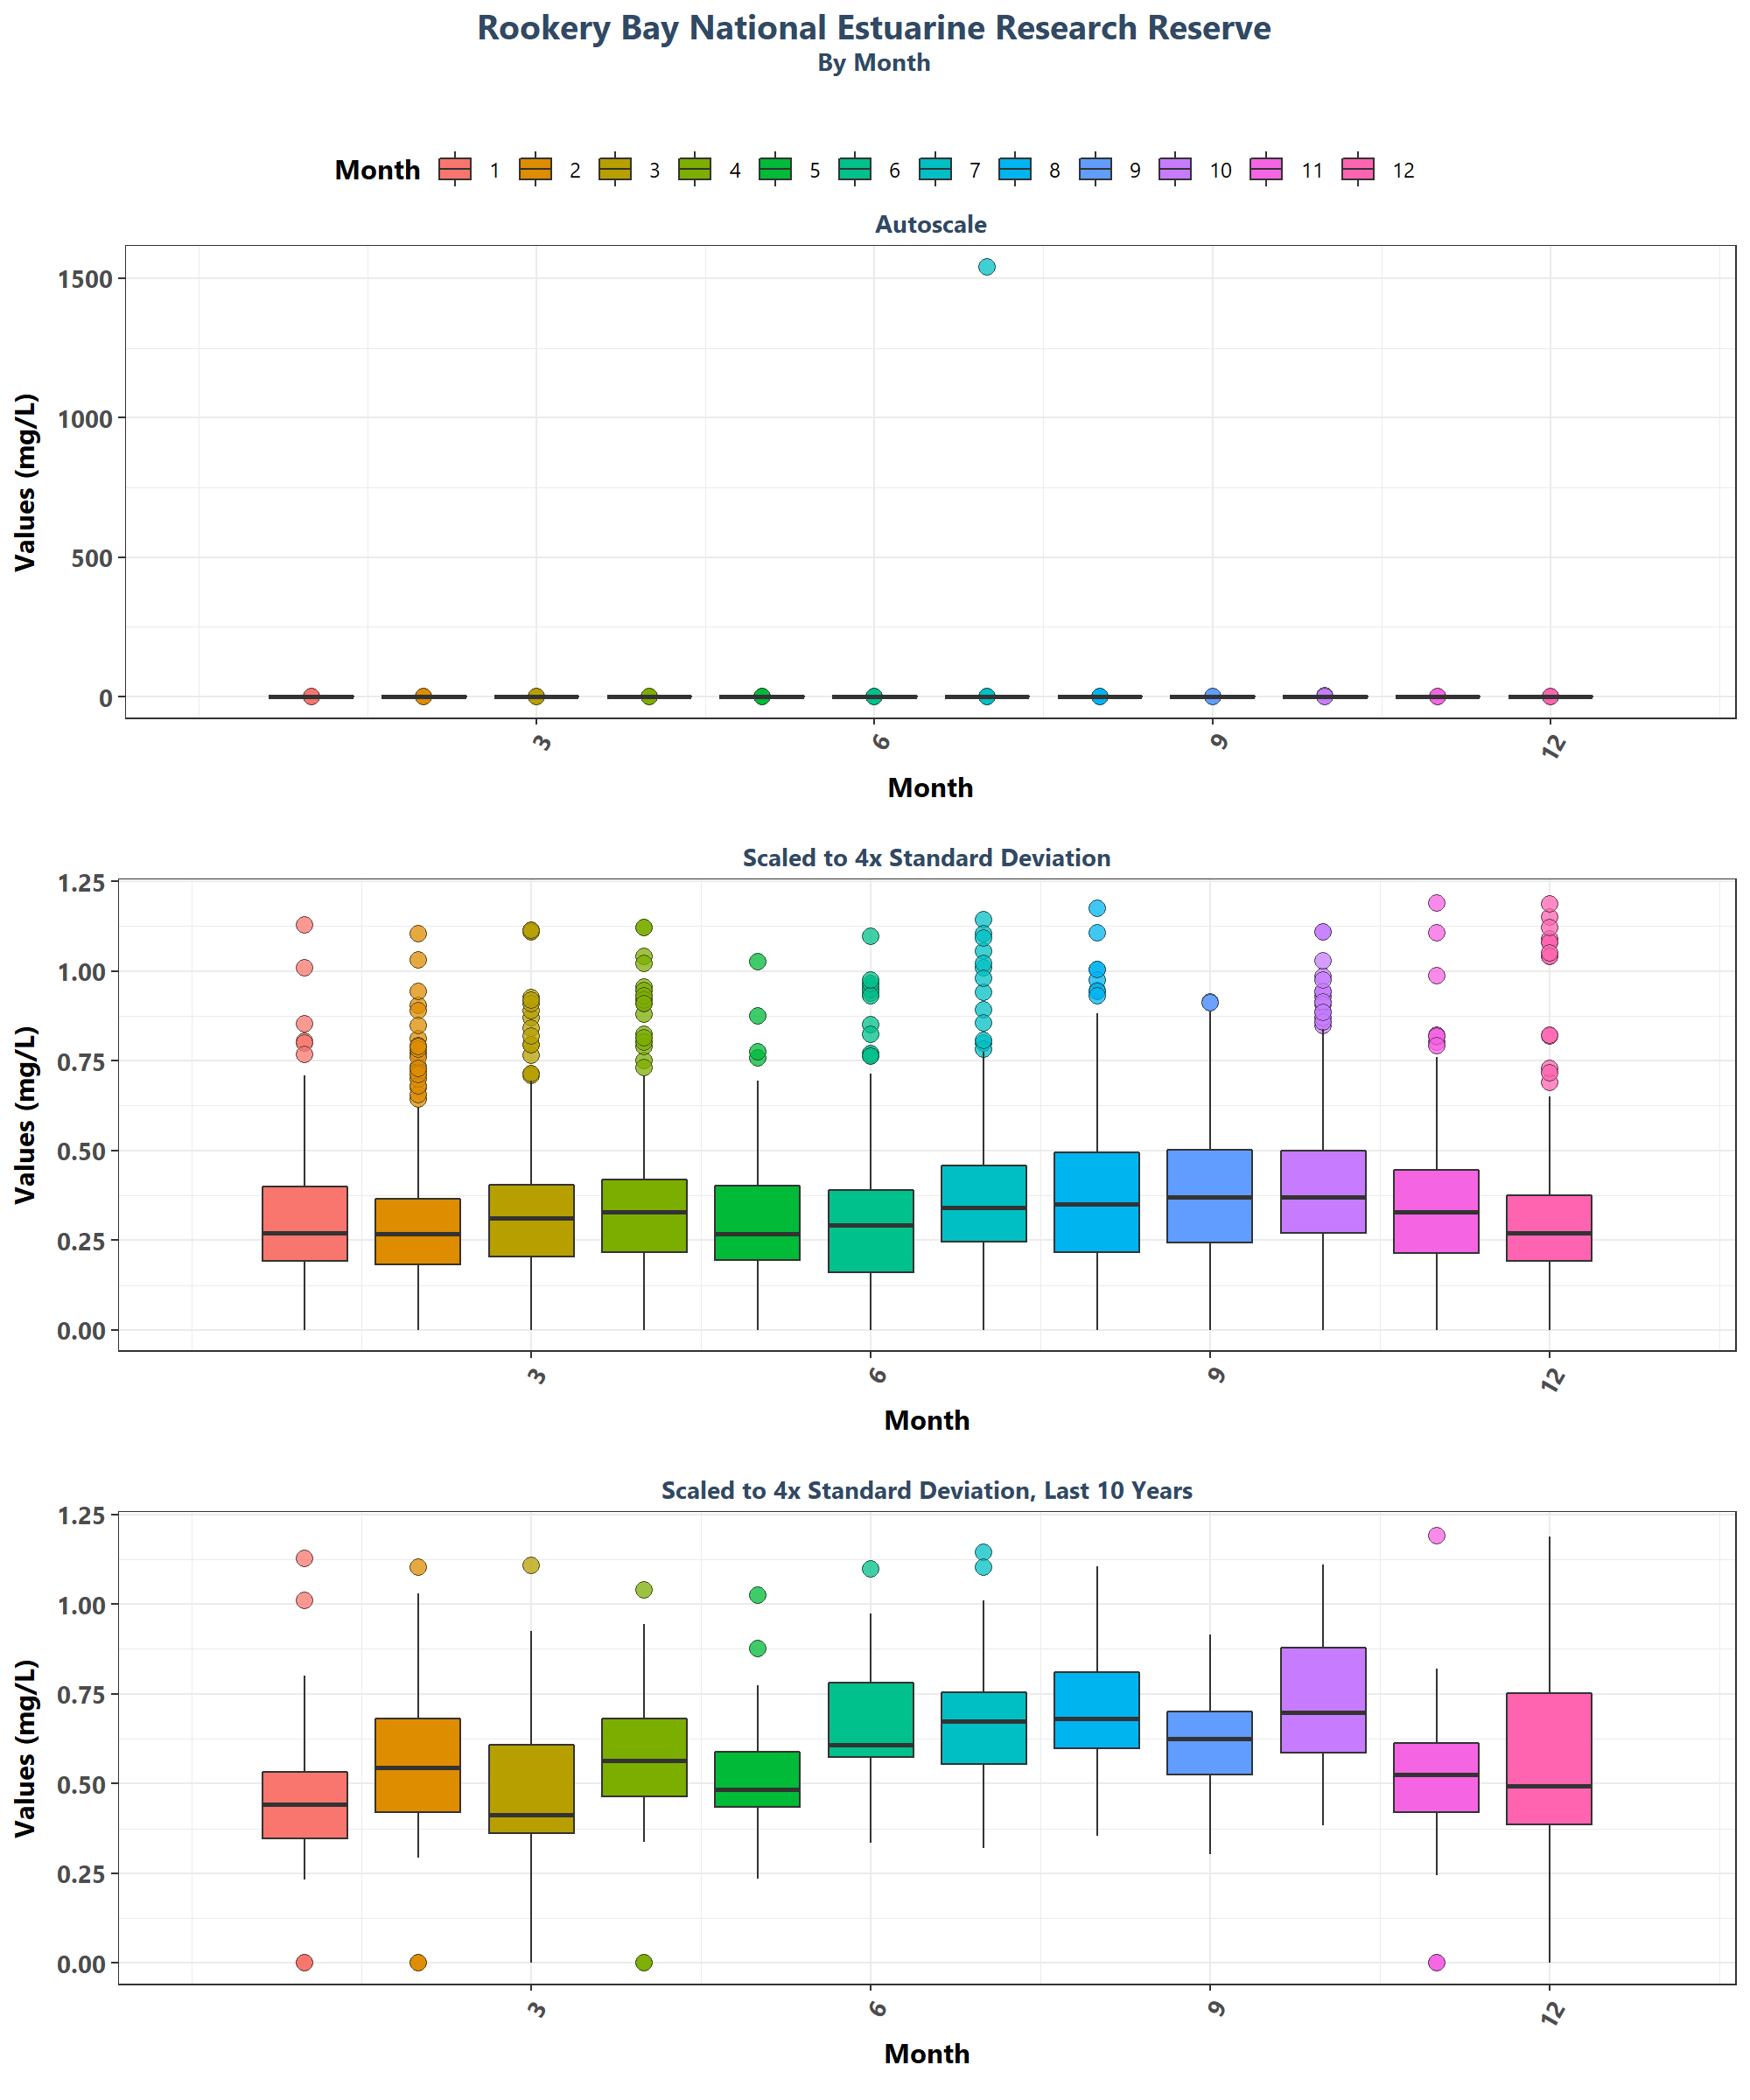 Rookery Bay National Estuarine Research Reserve
By Month
Month 1 2 3 4 5 6 7 8 9 10 11 12
Autoscale
Values (mg/L)
1500
1000
500
0
3 6 9 12
Month
Scaled to 4x Standard Deviation
Values (mg/L)
1.25
1.00
0.75
0.50
0.25
0.00
3 6 9 12
Month
Scaled to 4x Standard Deviation, Last 10 Years
Values (mg/L)
1.25
1.00
0.75
0.50
0.25
0.00
3 6 9 12
Month